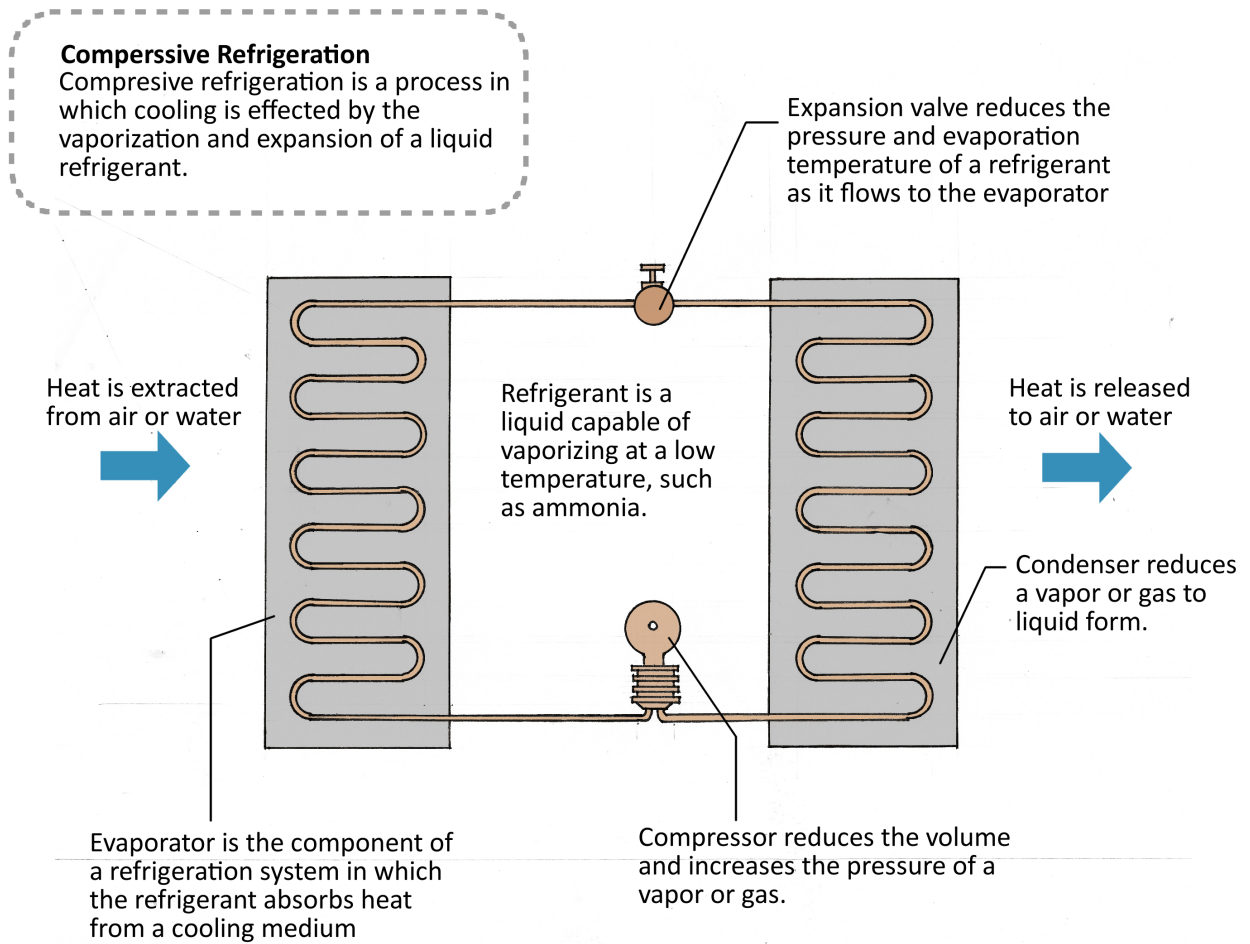 Comperssive Refrigeration
Compresive refrigeration is a process in
which cooling is effected by the
vaporization and expansion of a liquid
refrigerant.
Expansion valve reduces the
pressure and evaporation
temperature of a refrigerant
as it flows to the evaporator
Heat is extracted
from air or water
Refrigerant is a
liquid capable of
vaporizing at a low
temperature, such
as ammonia.
Heat is released
to air or water
Condenser reduces
a vapor or gas to
liquid form.
Evaporator is the component of
a refrigeration system in which
the refrigerant absorbs heat
from a cooling medium
Compressor reduces the volume
and increases the pressure of a
vapor or gas.